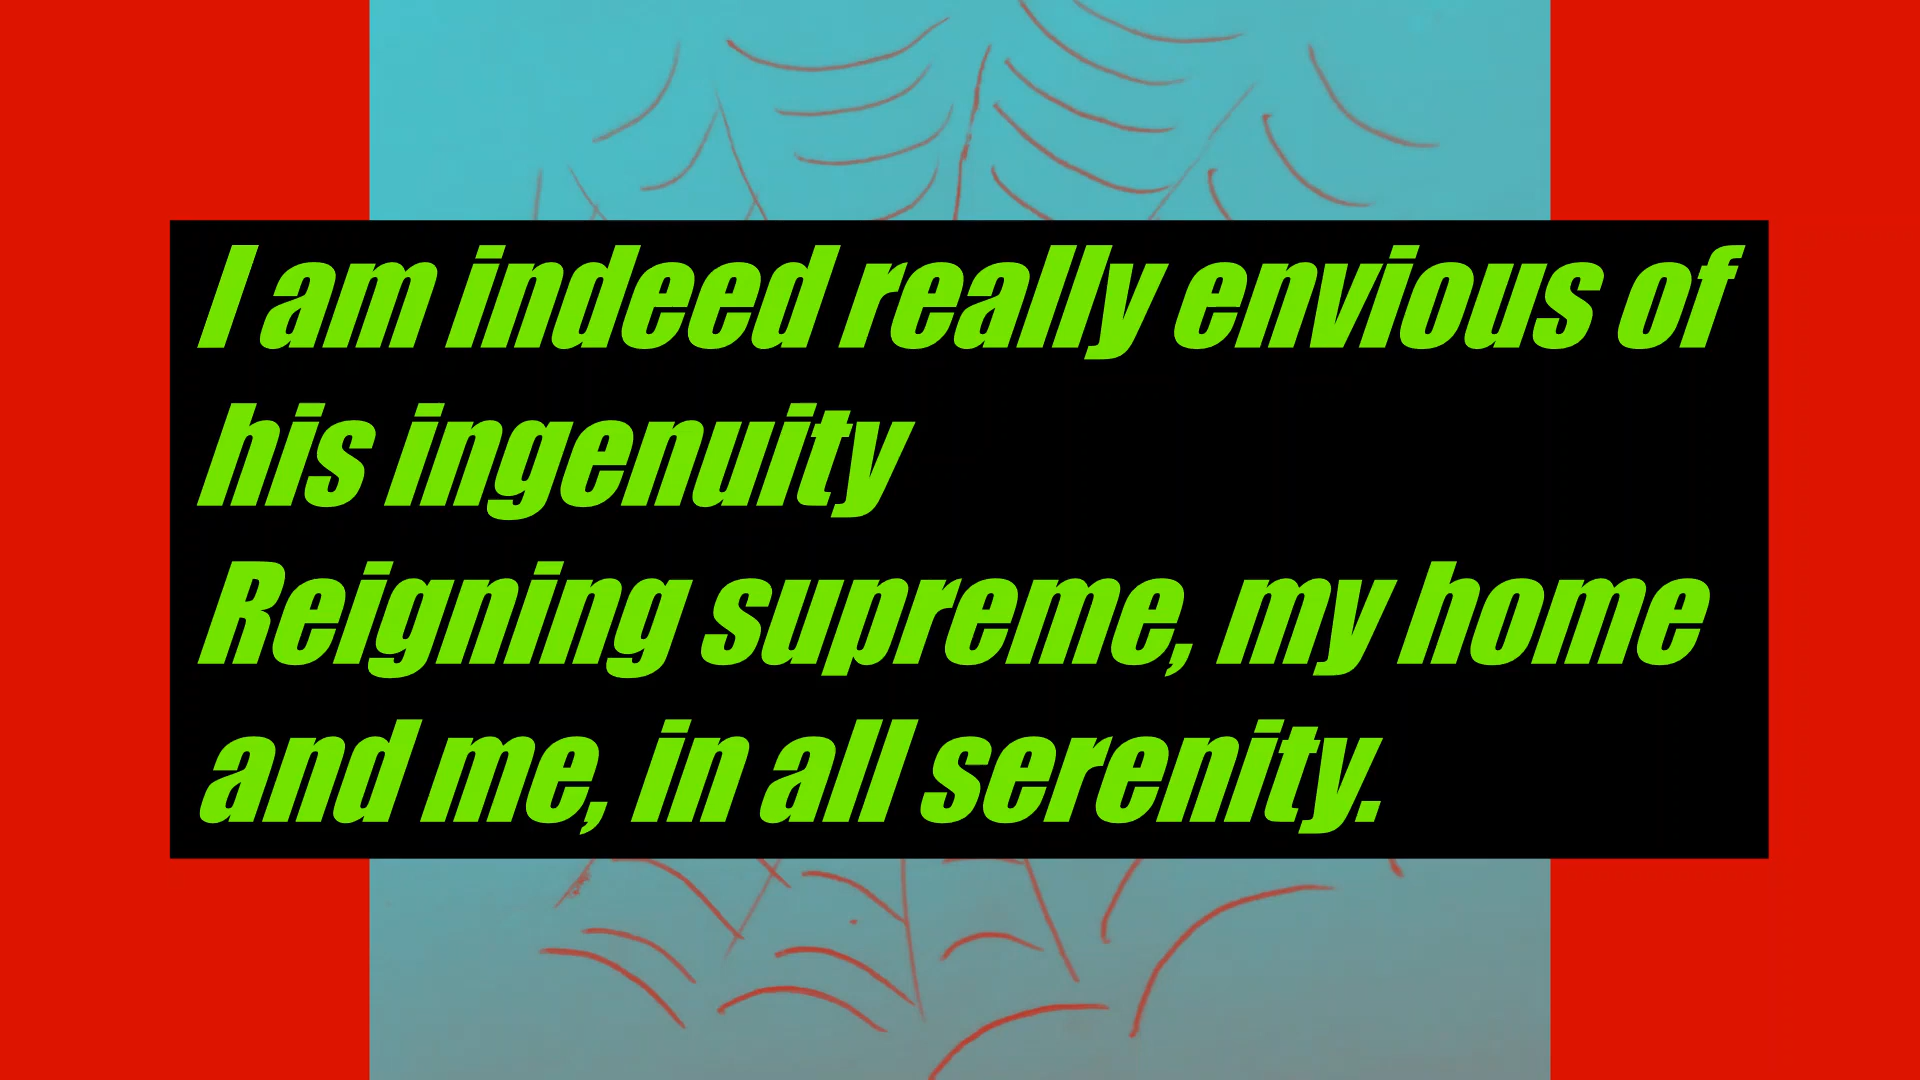 I am indeed really envious of
his ingenuity
Reigning supreme, my home
and me, in all serenity.